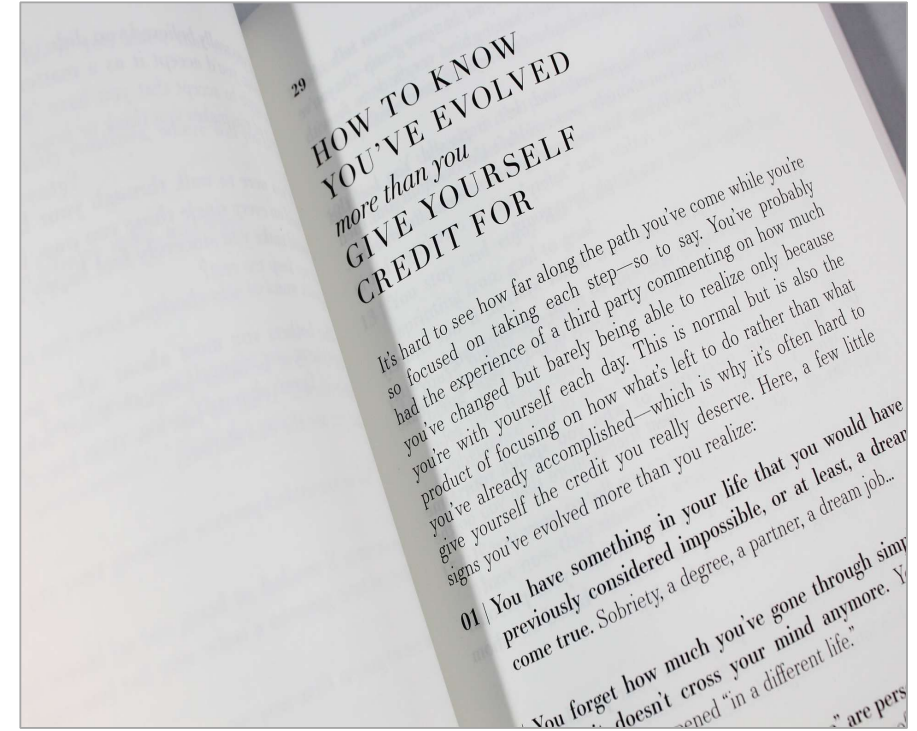 29
HOW TO KNOW
YOU'VE EVOLVED
more than you
GIVE YOURSELF
CREDIT FOR
It's hard to see how far along the path you've come while you're
so focused on taking each step—so to say. You've probably
had the experience of a third party commenting on how much
you've changed but barely being able to realize only because
you're with yourself each day. This is normal but is also the
product of focusing on how what's left to do rather than what
you've already accomplished—which is why it's often hard to
give yourself the credit you really deserve. Here, a few little
signs you've evolved more than you realize:
01 | You have something in your life that you would have
previously considered impossible, or at least, a dream
come true. Sobriety, a degree, a partner, a dream job...
You forget how much you've gone through
doesn't cross your mind anymore.
"in a different life."
are